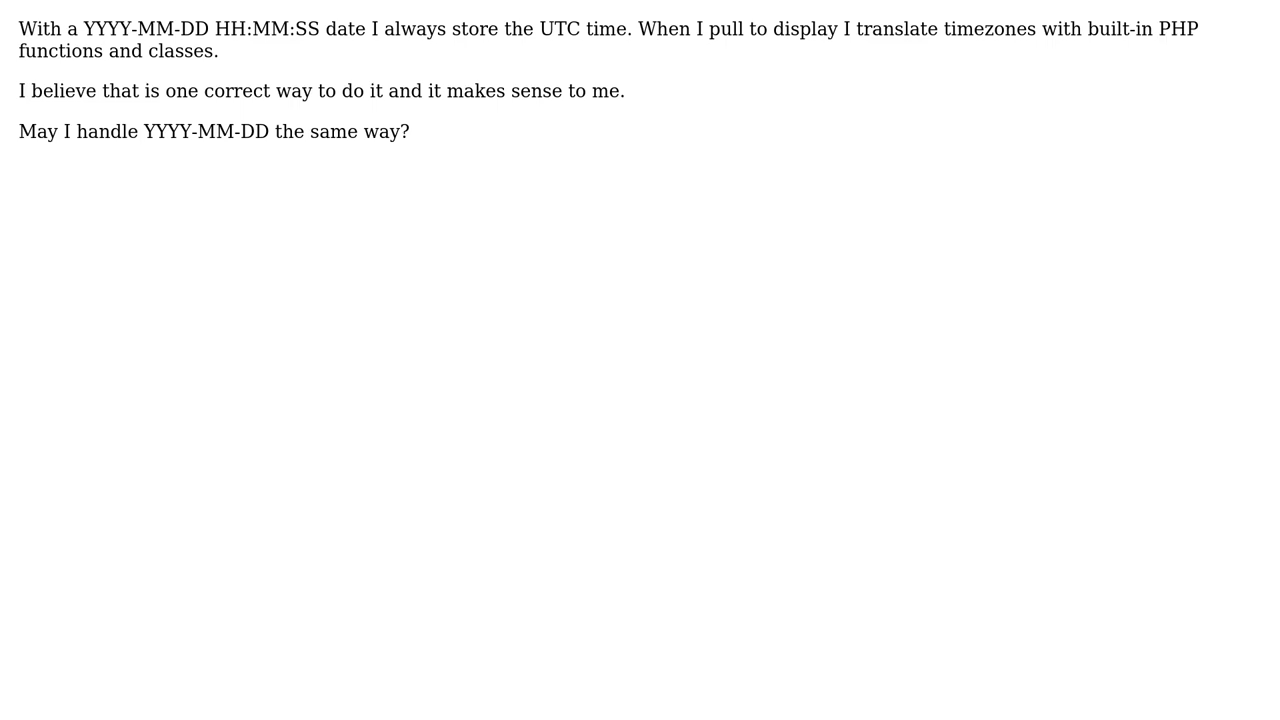 With a YYYY-MM-DD HH:MM:SS date I always store the UTC time. When I pull to display I translate timezones with built-in PHP
functions and classes.
I believe that is one correct way to do it and it makes sense to me.
May I handle YYYY-MM-DD the same way?